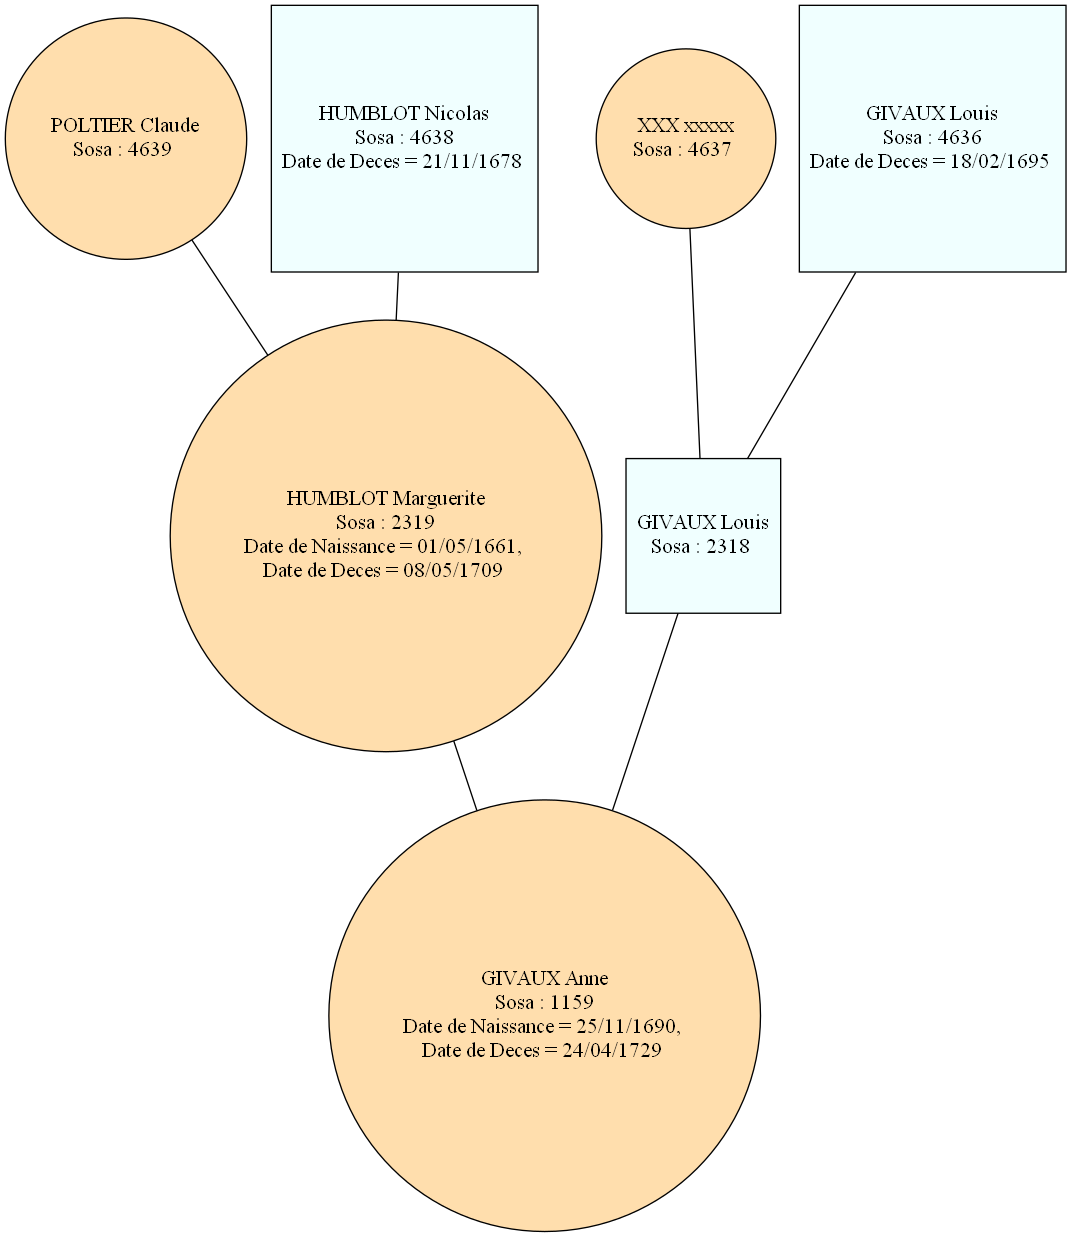 POLTIER Claude
Sosa : 4639
HUMBLOT Nicolas
Sosa : 4638
Date de Deces = 21/11/1678
XXX xxxxx
Sosa : 4637
GIVAUX Louis
Sosa : 4636
Date de Deces = 18/02/1695
HUMBLOT Marguerite
Sosa : 2319
Date de Naissance = 01/05/1661,
Date de Deces = 08/05/1709
GIVAUX Louis
Sosa : 2318
GIVAUX Anne
Sosa : 1159
Date de Naissance = 25/11/1690,
Date de Deces = 24/04/1729